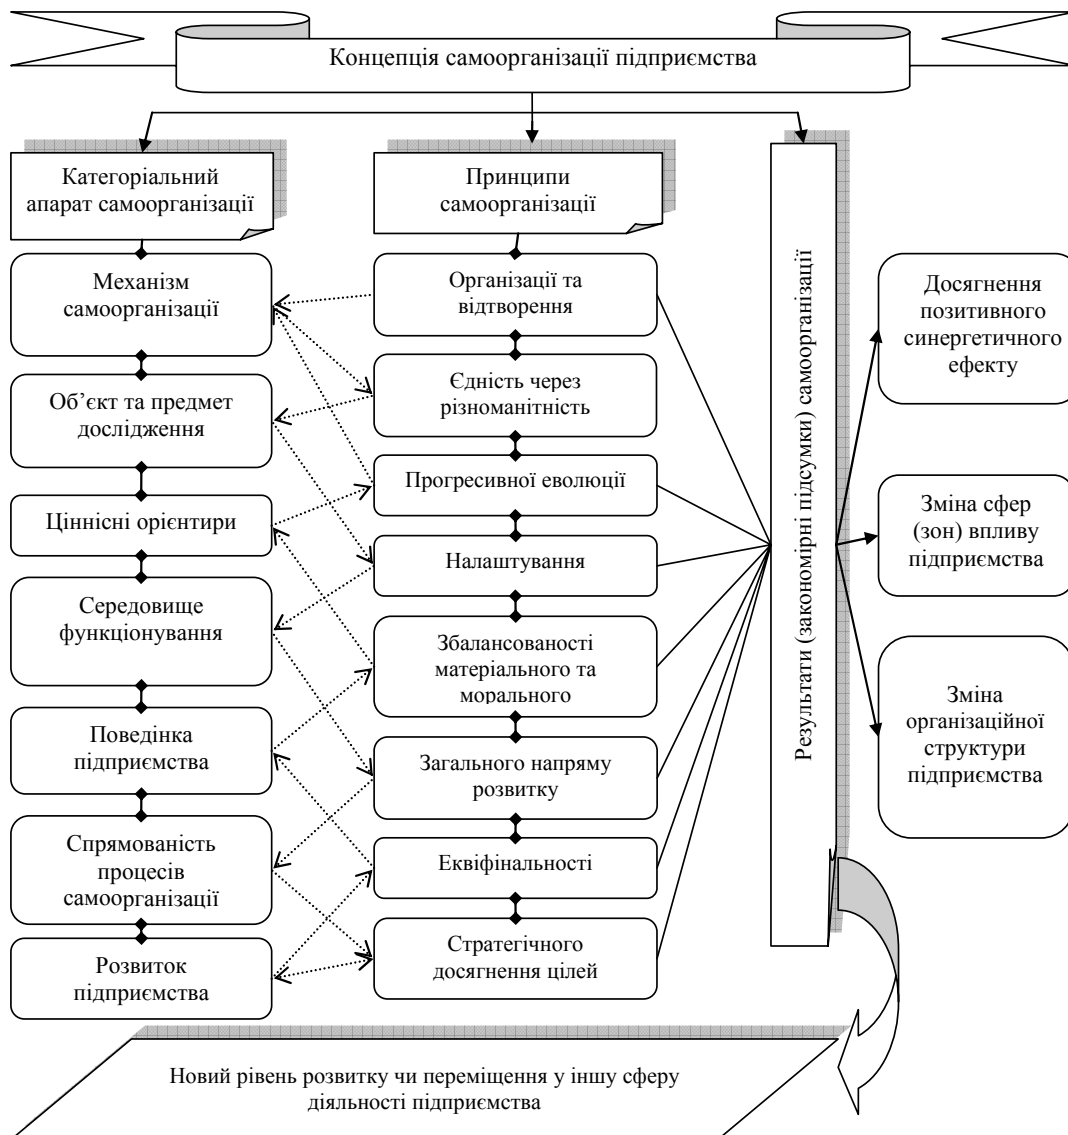 Концепція самоорганізації підприємства
Категоріальний
апарат самоорганізації
Механізм
самоорганізації
Об’єкт та предмет
дослідження
Ціннісні орієнтири
Середовище
функціонування
Поведінка
підприємства
Спрямованість
процесів
самоорганізації
Розвиток
підприємства
Принципи
самоорганізації
Організації та
відтворення
Єдність через
різноманітність
Прогресивної еволюції
Налаштування
Збалансованості
матеріального та
морального
Загального напряму
розвитку
Еквіфінальності
Стратегічного
досягнення цілей
Результати (закономірні підсумки) самоорганізації
Досягнення
позитивного
синергетичного
ефекту
Зміна сфер
(зон) впливу
підприємства
Зміна
організаційної
структури
підприємства
Новий рівень розвитку чи переміщення у іншу сферу
діяльності підприємства